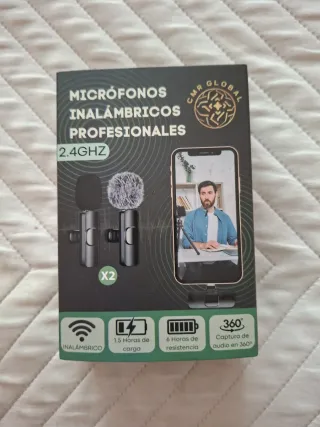 MICRÓFONOS
INALÁMBRICOS
PROFESIONALES
CMR GLOBAL
2.4GHZ
X2
INALÁMBRICO
1.5 Horas de
carga
6 Horas de
resistencia
360°
Captura de
audio en 360°